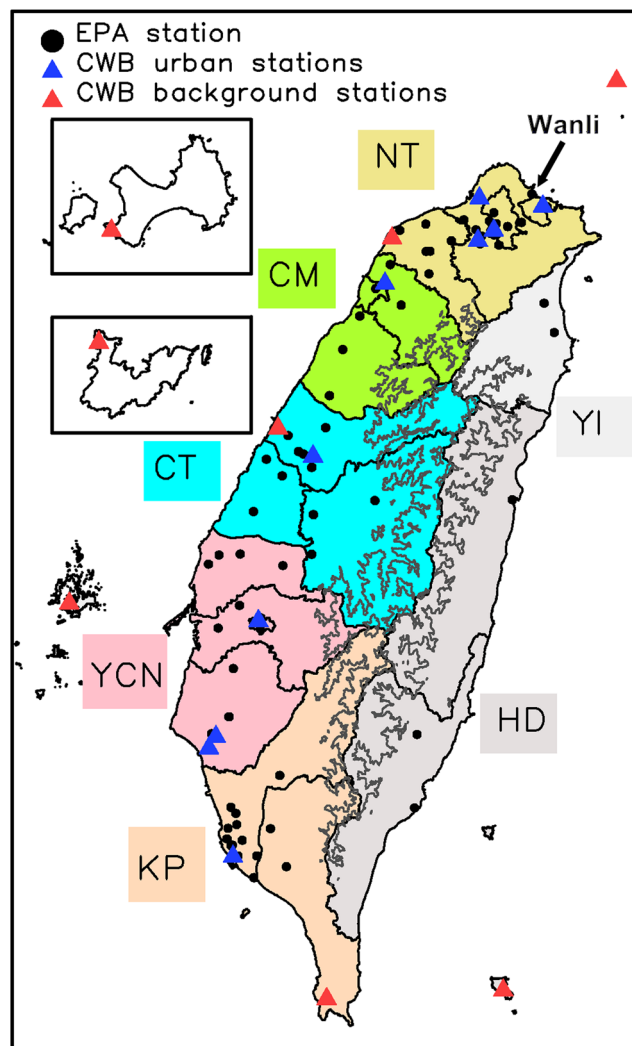 EPA station
CWB urban stations
CWB background stations
Wanli
NT
CM
YI
CT
YCN
HD
KP